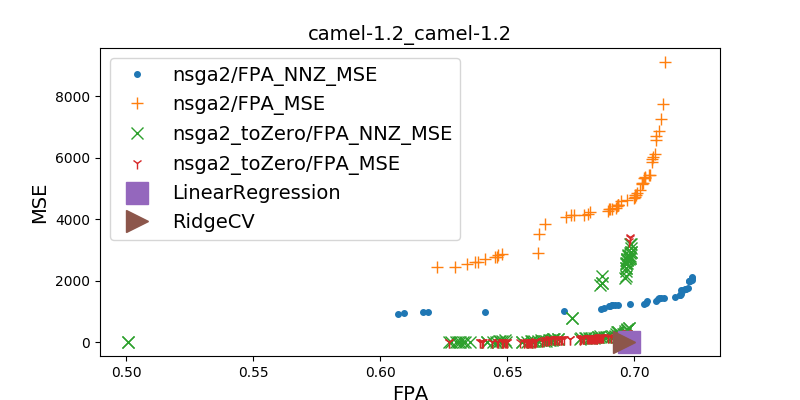 camel-1.2_camel-1.2
nsga2/FPA_NNZ_MSE
nsga2/FPA_MSE
nsga2_toZero/FPA_NNZ_MSE
nsga2_toZero/FPA_MSE
LinearRegression
RidgeCV
MSE
8000
6000
4000
2000
0
0.50 0.55 0.60 0.65 0.70
FPA